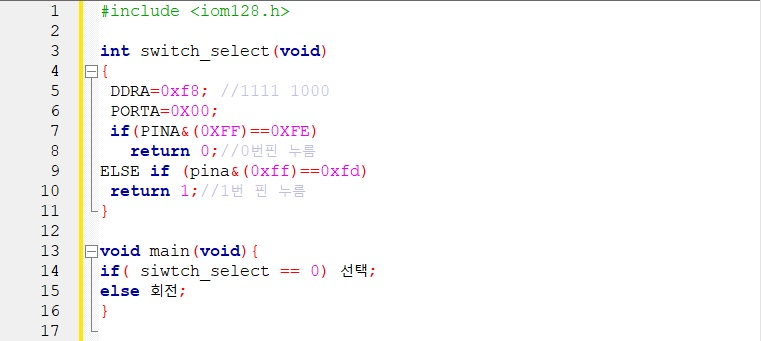 1 #include <iom128.h>
2
3 int switch_select(void)
4 {
5 DDRA=0xf8; //1111 1000
6 PORTA=0X00;
7 if(PINA&(0XFF)==0XFE)
8 return 0;//0번핀 누름
9 ELSE if (pina&(0xff)==0xfd)
10 return 1;//1번 핀 누름
11 }
12
13 void main(void){
14 if( siwtch_select == 0) 선택;
15 else 회전;
16 }
17